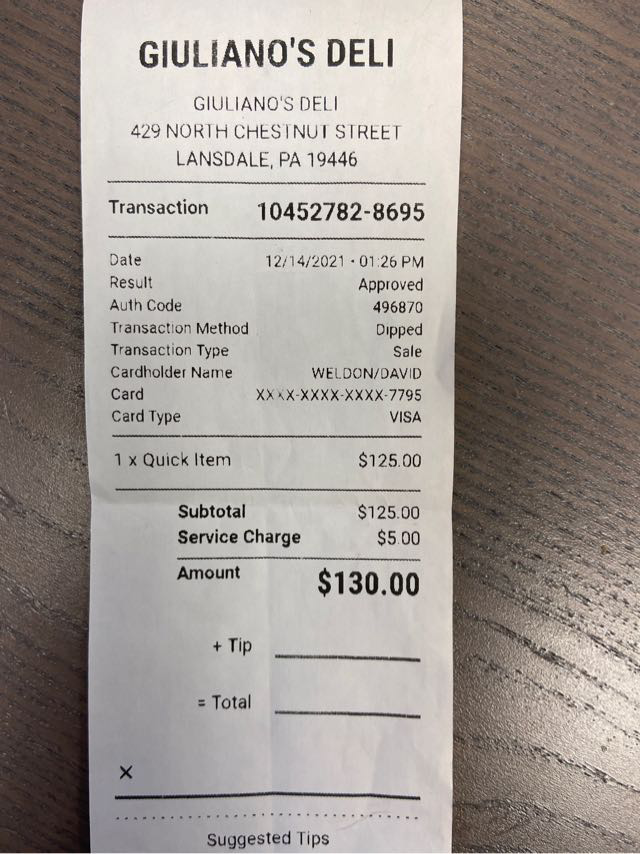 GIULIANO'S DELI
GIULIANO'S DELI
429 NORTH CHESTNUT STREET
LANSDALE, PA 19446
Transaction 10452782-8695
Date 12/14/2021 · 01:26 PM
Result Approved
Auth Code 496870
Transaction Method Dipped
Transaction Type Sale
Cardholder Name WELDON/DAVID
Card XXXX-XXXX-XXXX-7795
Card Type VISA
1 x Quick Item $125.00
Subtotal $125.00
Service Charge $5.00
Amount $130.00
+ Tip
= Total
X
Suggested Tips